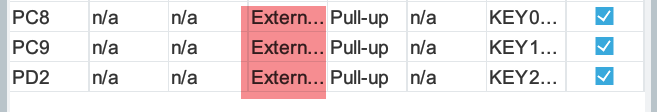 PC8 n/a n/a Extern... Pull-up n/a KEY0...
PC9 n/a n/a Extern... Pull-up n/a KEY1...
PD2 n/a n/a Extern... Pull-up n/a KEY2...